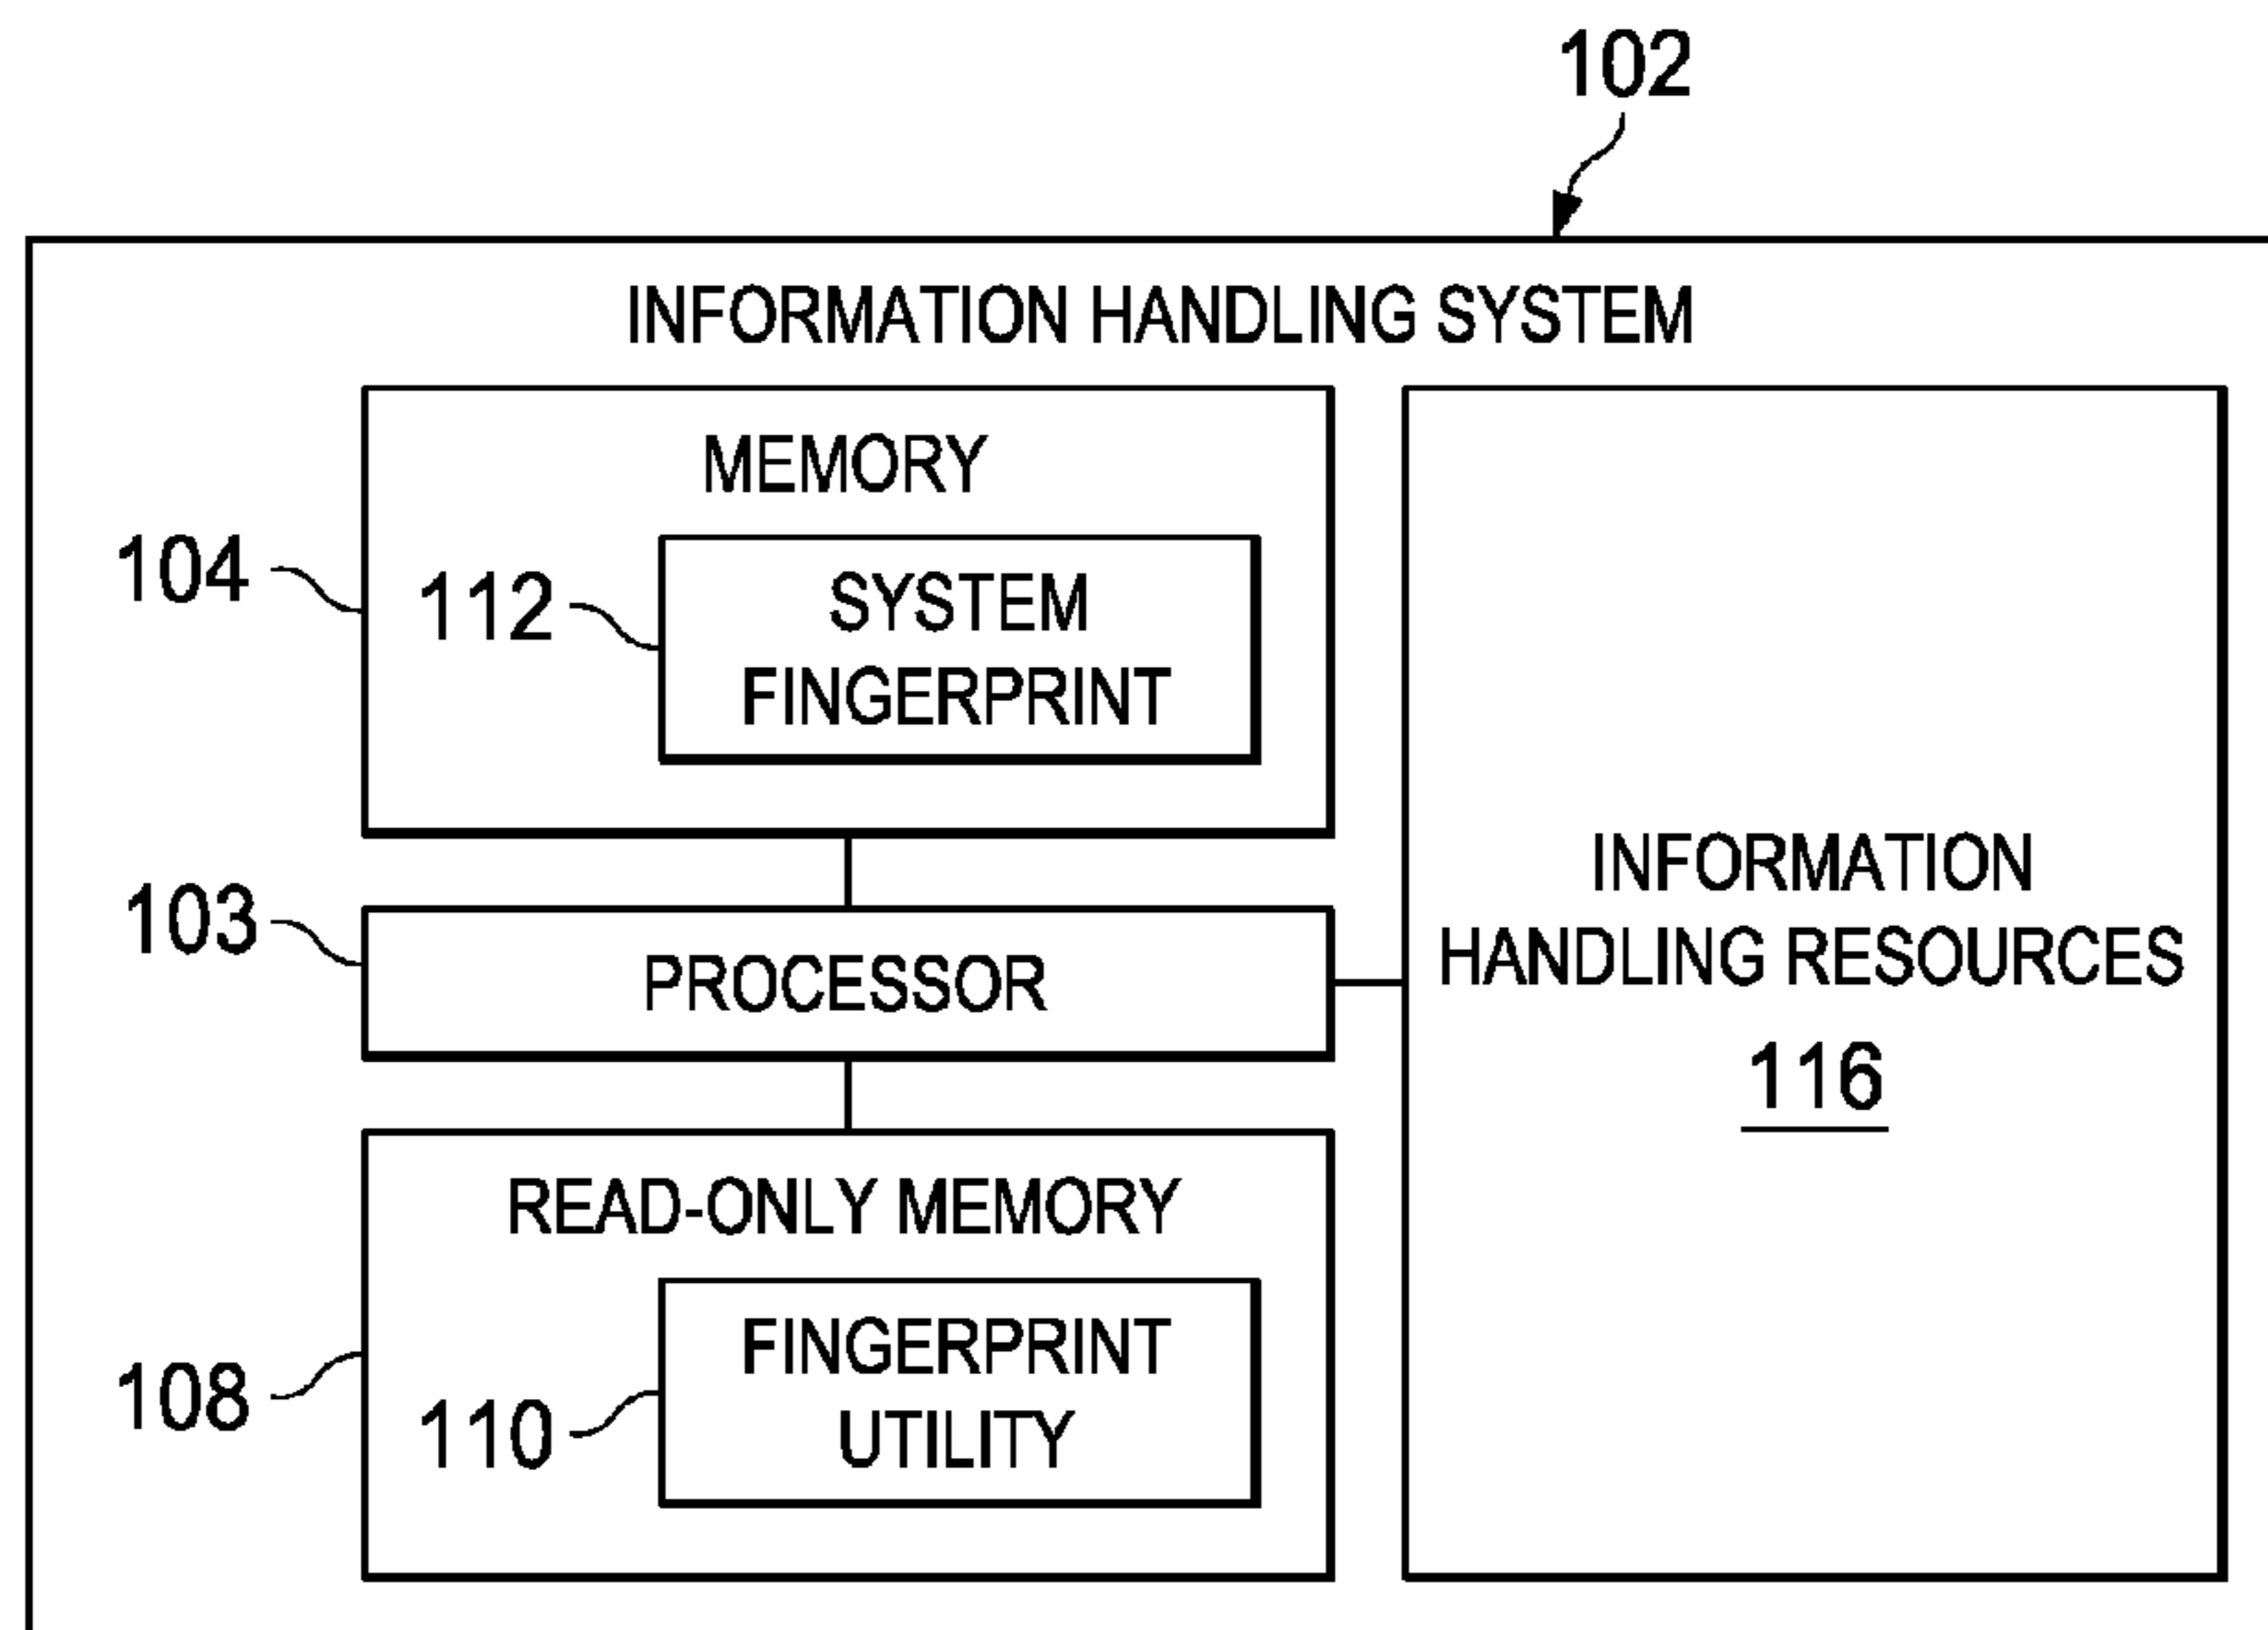 102
INFORMATION HANDLING SYSTEM
MEMORY
104
112
SYSTEM
FINGERPRINT
103
PROCESSOR
INFORMATION
HANDLING RESOURCES
116
READ-ONLY MEMORY
108
110
FINGERPRINT
UTILITY